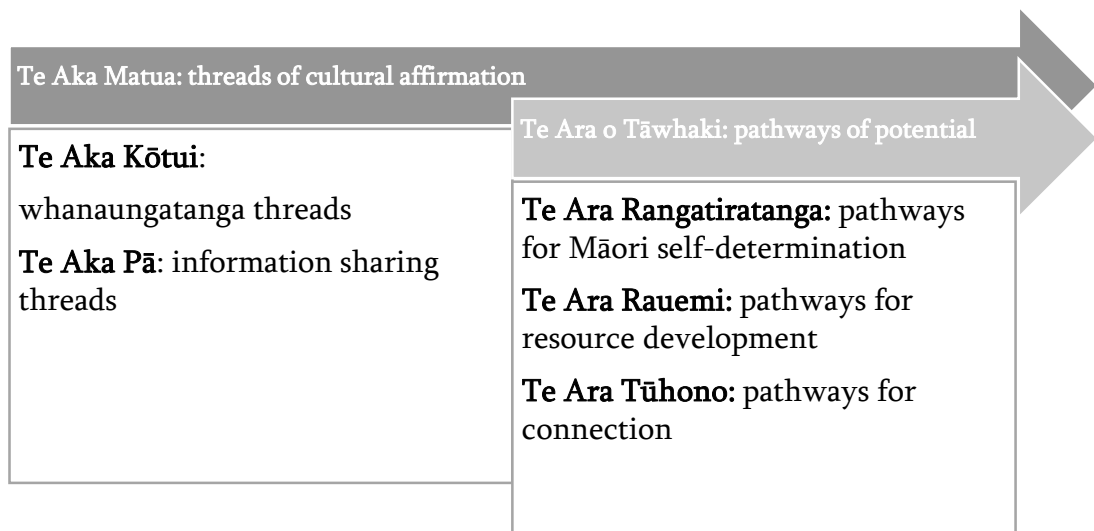 Te Aka Matua: threads of cultural affirmation
Te Aka Kōtui:
whanaungatanga threads
Te Aka Pā: information sharing
threads
Te Ara o Tāwhaki: pathways of potential
Te Ara Rangatiratanga: pathways
for Māori self-determination
Te Ara Rauemi: pathways for
resource development
Te Ara Tūhono: pathways for
connection